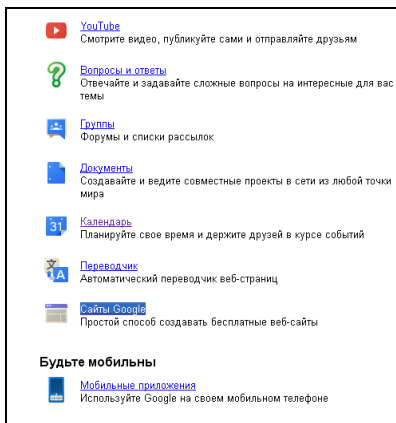 YouTube
Смотрите видео, публикуйте сами и отправляйте друзьям
Вопросы и ответы
Отвечайте и задавайте сложные вопросы на интересные для вас
темы
Группы
Форумы и списки рассылок
Документы
Создавайте и ведите совместные проекты в сети из любой точки
мира
31
Календарь
Планируйте свое время и держите друзей в курсе событий
文 A
Переводчик
Автоматический переводчик веб-страниц
Сайты Google
Простой способ создавать бесплатные веб-сайты
Будьте мобильны
Мобильные приложения
Используйте Google на своем мобильном телефоне